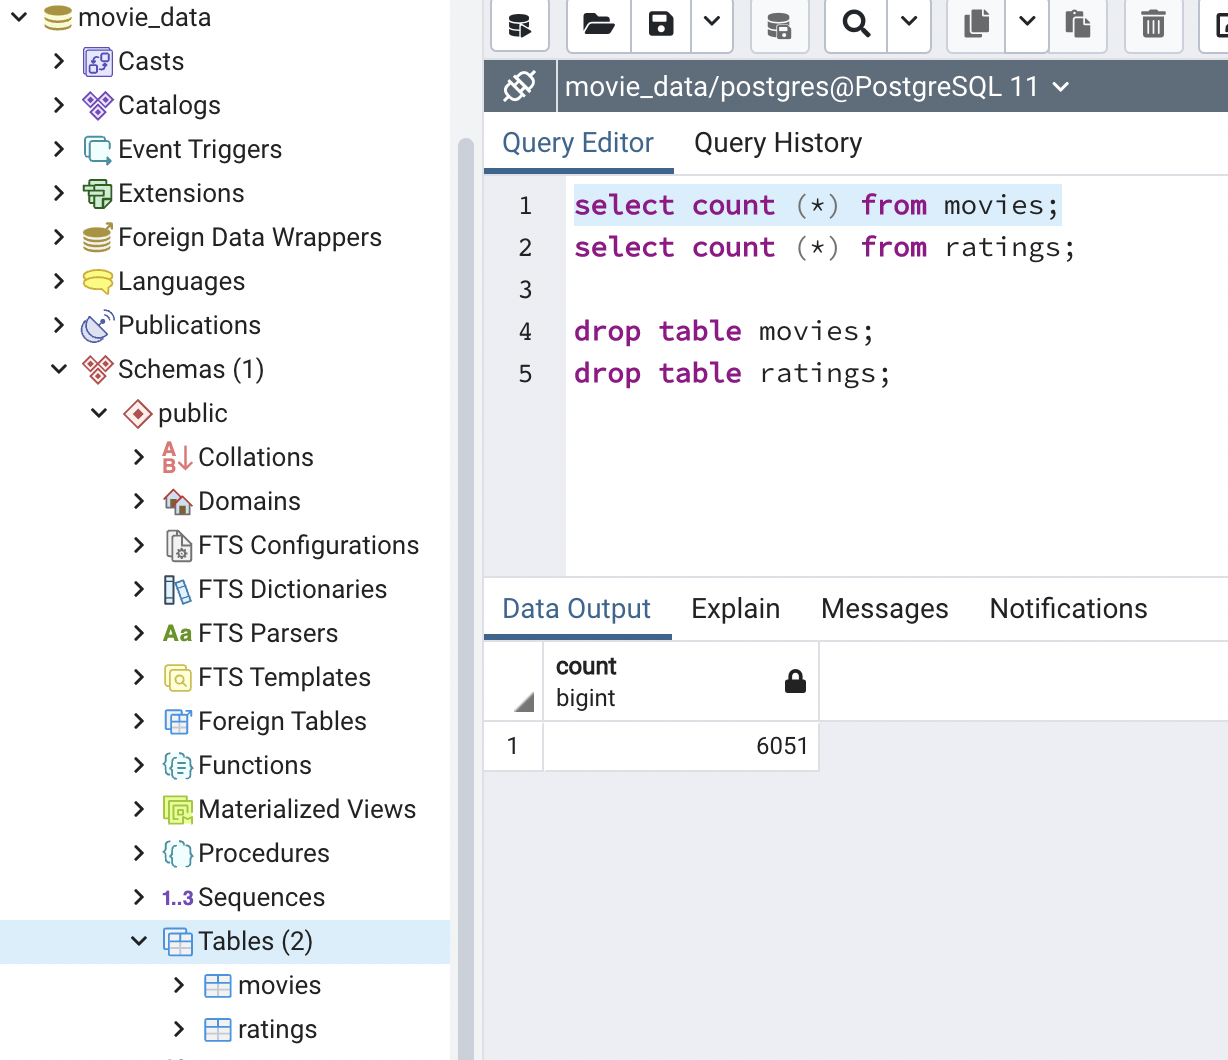 movie_data
Casts
Catalogs
Event Triggers
Extensions
Foreign Data Wrappers
Languages
Publications
Schemas (1)
public
Collations
Domains
FTS Configurations
FTS Dictionaries
Aa FTS Parsers
FTS Templates
Foreign Tables
Functions
Materialized Views
Procedures
1..3 Sequences
Tables (2)
movies
ratings
movie_data/postgres@PostgreSQL 11
Query Editor Query History
1 select count (*) from movies;
2 select count (*) from ratings;
3
4 drop table movies;
5 drop table ratings;
Data Output Explain Messages Notifications
count
bigint
1 6051